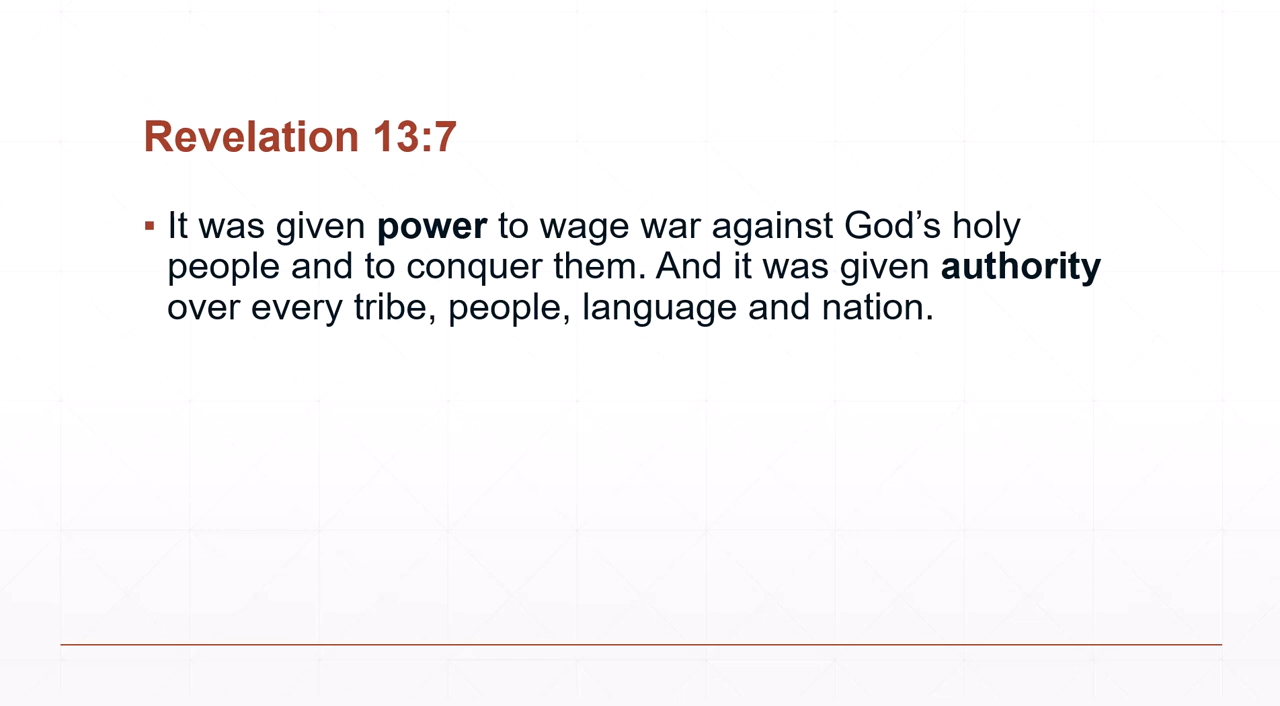 Revelation 13:7
▪ It was given power to wage war against God’s holy
people and to conquer them. And it was given authority
over every tribe, people, language and nation.